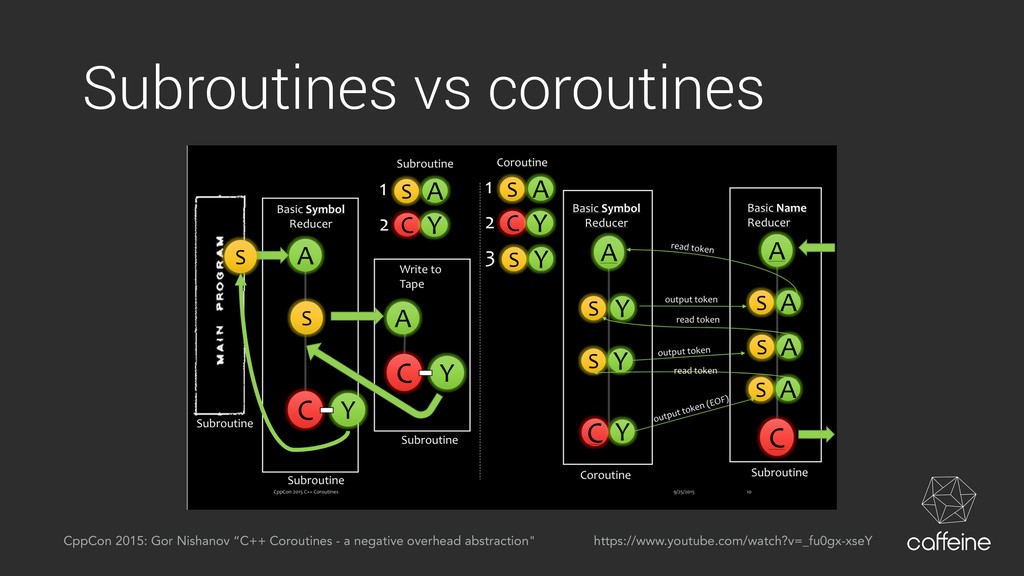 Subroutines vs coroutines
Subroutine
1 S A
2 C Y
Coroutine
1 S A
2 C Y
3 S Y
MAIN PROGRAM
S
Subroutine
Basic Symbol
Reducer
A
S
C Y
Subroutine
Write to
Tape
A
C Y
Subroutine
Basic Symbol
Reducer
A
S Y
S Y
C Y
Coroutine
read token
output token
read token
output token
read token
output token (EOF)
Basic Name
Reducer
A
S A
S A
S A
C
Subroutine
CppCon 2015 C++ Coroutines
9/25/2015
10
CppCon 2015: Gor Nishanov “C++ Coroutines - a negative overhead abstraction"
https://www.youtube.com/watch?v=_fu0gx-xseY
caffeine